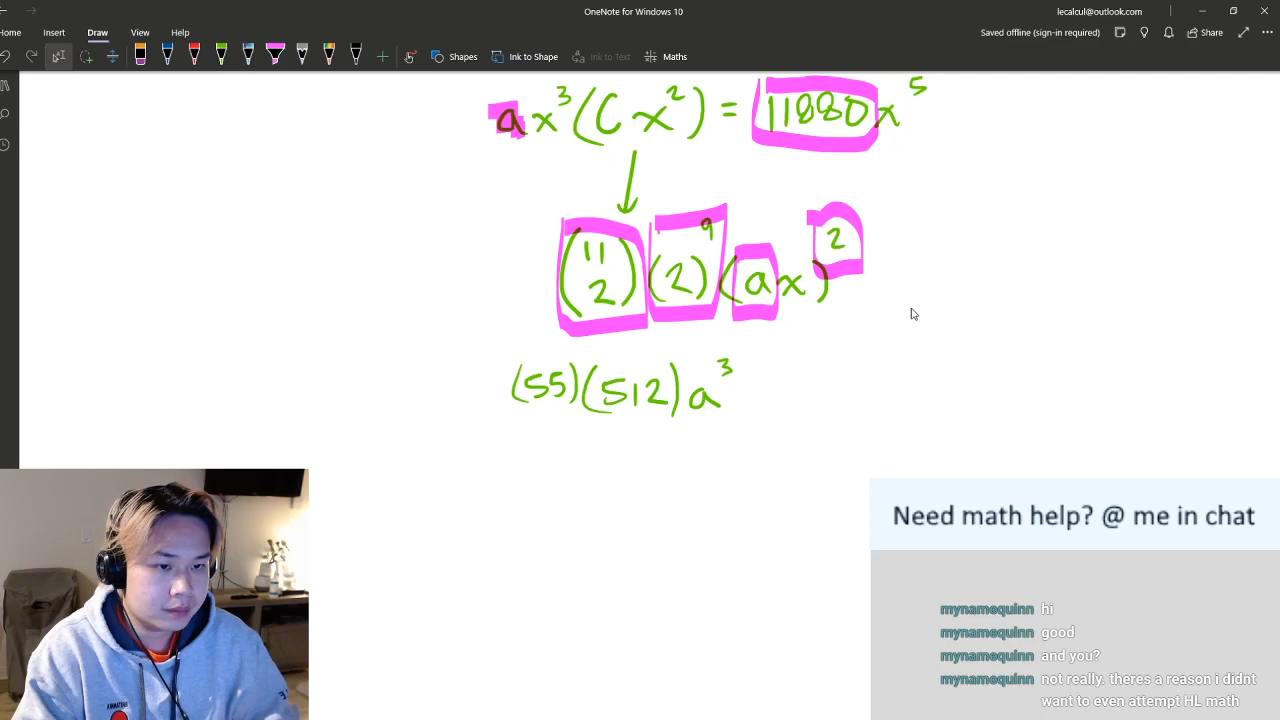 OneNote for Windows 10
lecalcul@outlook.com
Saved offline (sign-in required)
Share
Home Insert Draw View Help
Shapes Ink to Shape Ink to Text Maths
ax³(Cx²) = 11880x⁵
(11 2)(2)⁹(ax)²
(55)(512)a³
Need math help? @ me in chat
mynamequinn hi
mynamequinn good
mynamequinn and you?
mynamequinn not really. theres a reason i didnt
want to even attempt HL math